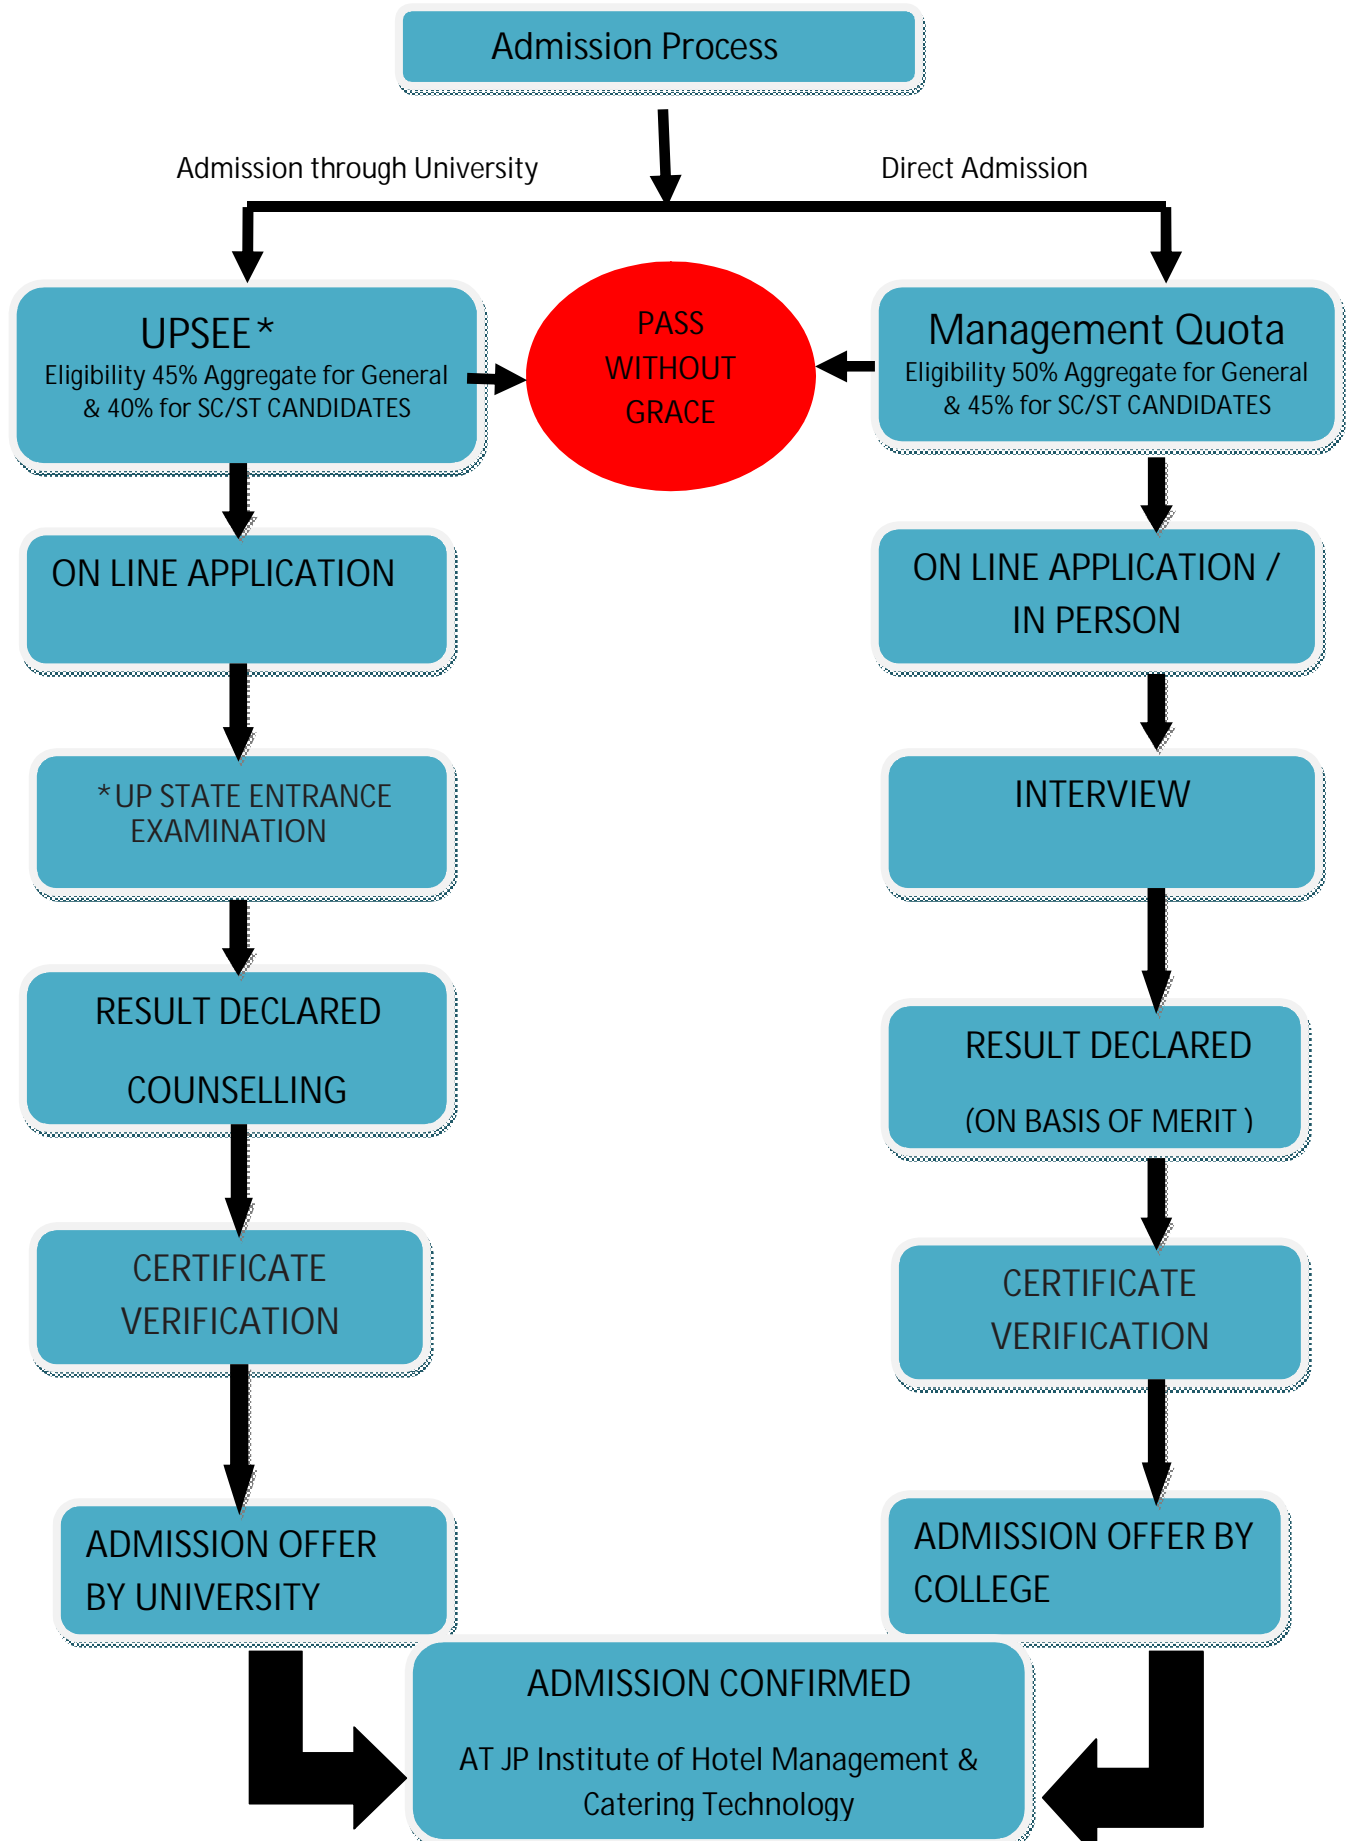 Admission Process
Admission through University
Direct Admission
UPSEE*
Eligibility 45% Aggregate for General
& 40% for SC/ST CANDIDATES
PASS
WITHOUT
GRACE
Management Quota
Eligibility 50% Aggregate for General
& 45% for SC/ST CANDIDATES
ON LINE APPLICATION
ON LINE APPLICATION /
IN PERSON
*UP STATE ENTRANCE
EXAMINATION
INTERVIEW
RESULT DECLARED
COUNSELLING
RESULT DECLARED
(ON BASIS OF MERIT )
CERTIFICATE
VERIFICATION
CERTIFICATE
VERIFICATION
ADMISSION OFFER
BY UNIVERSITY
ADMISSION OFFER BY
COLLEGE
ADMISSION CONFIRMED
AT JP Institute of Hotel Management &
Catering Technology